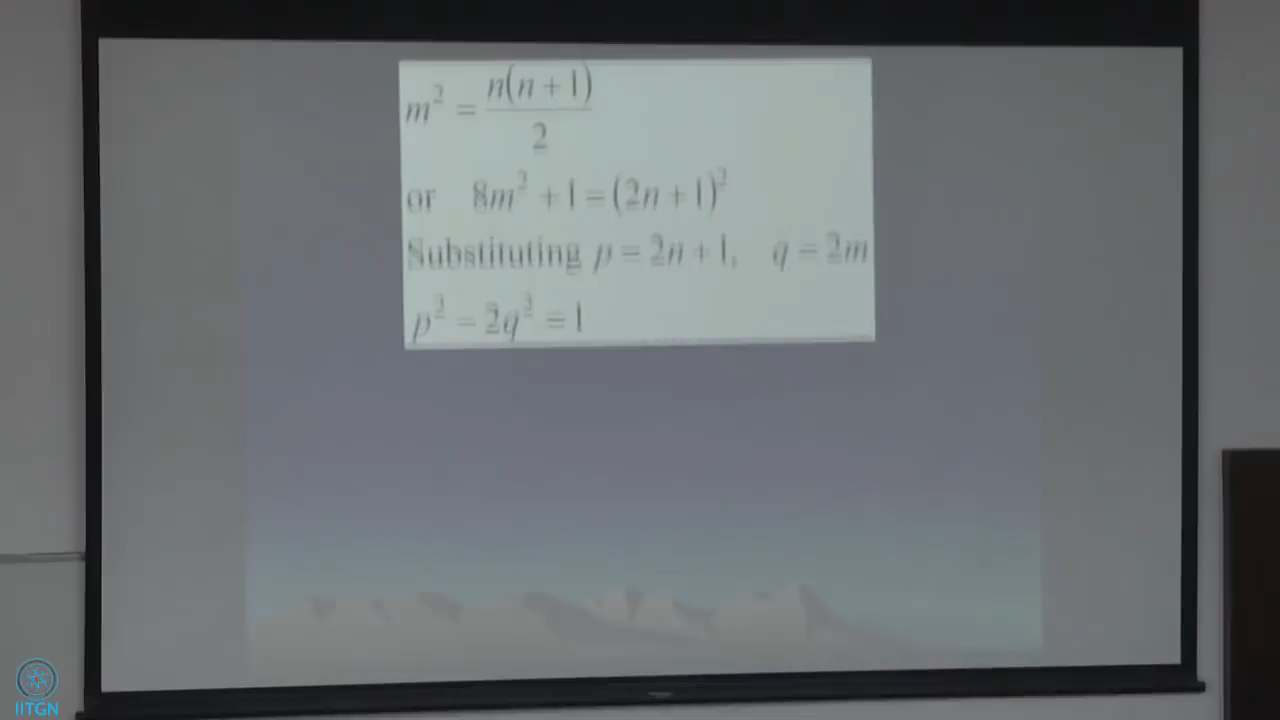 m² = n(n + 1) / 2
or 8m² + 1 = (2n + 1)²
Substituting p = 2n + 1, q = 2m
p² − 2q² = 1
IITGN